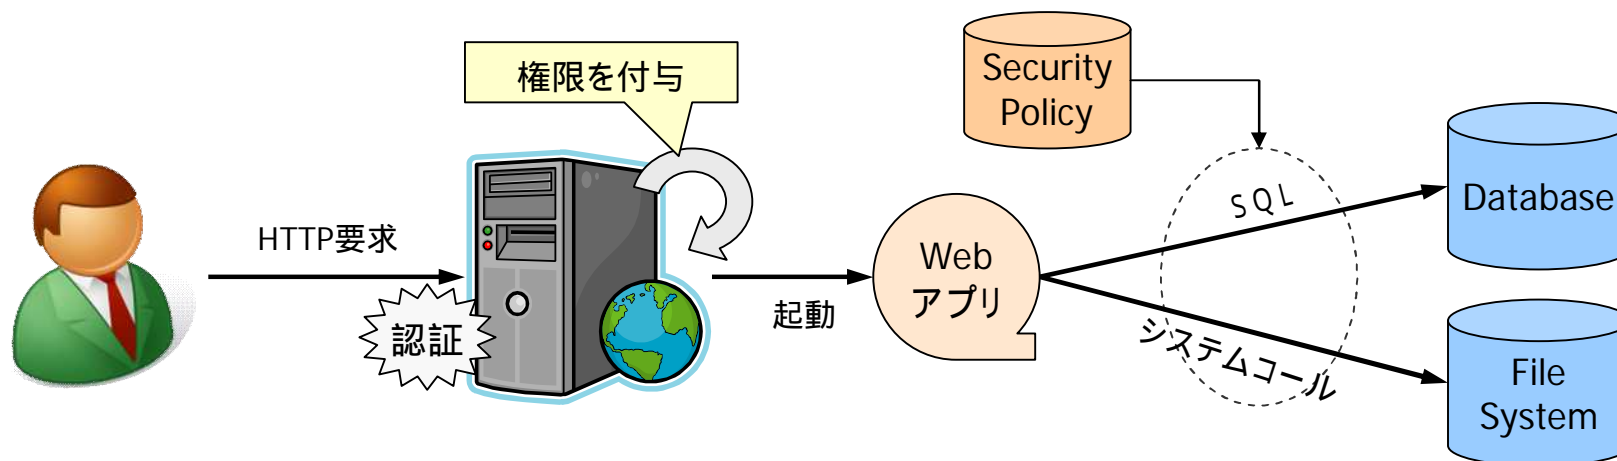 権限を付与
Security
Policy
HTTP要求
認証
起動
Web
アプリ
SQL
システムコール
Database
File
System